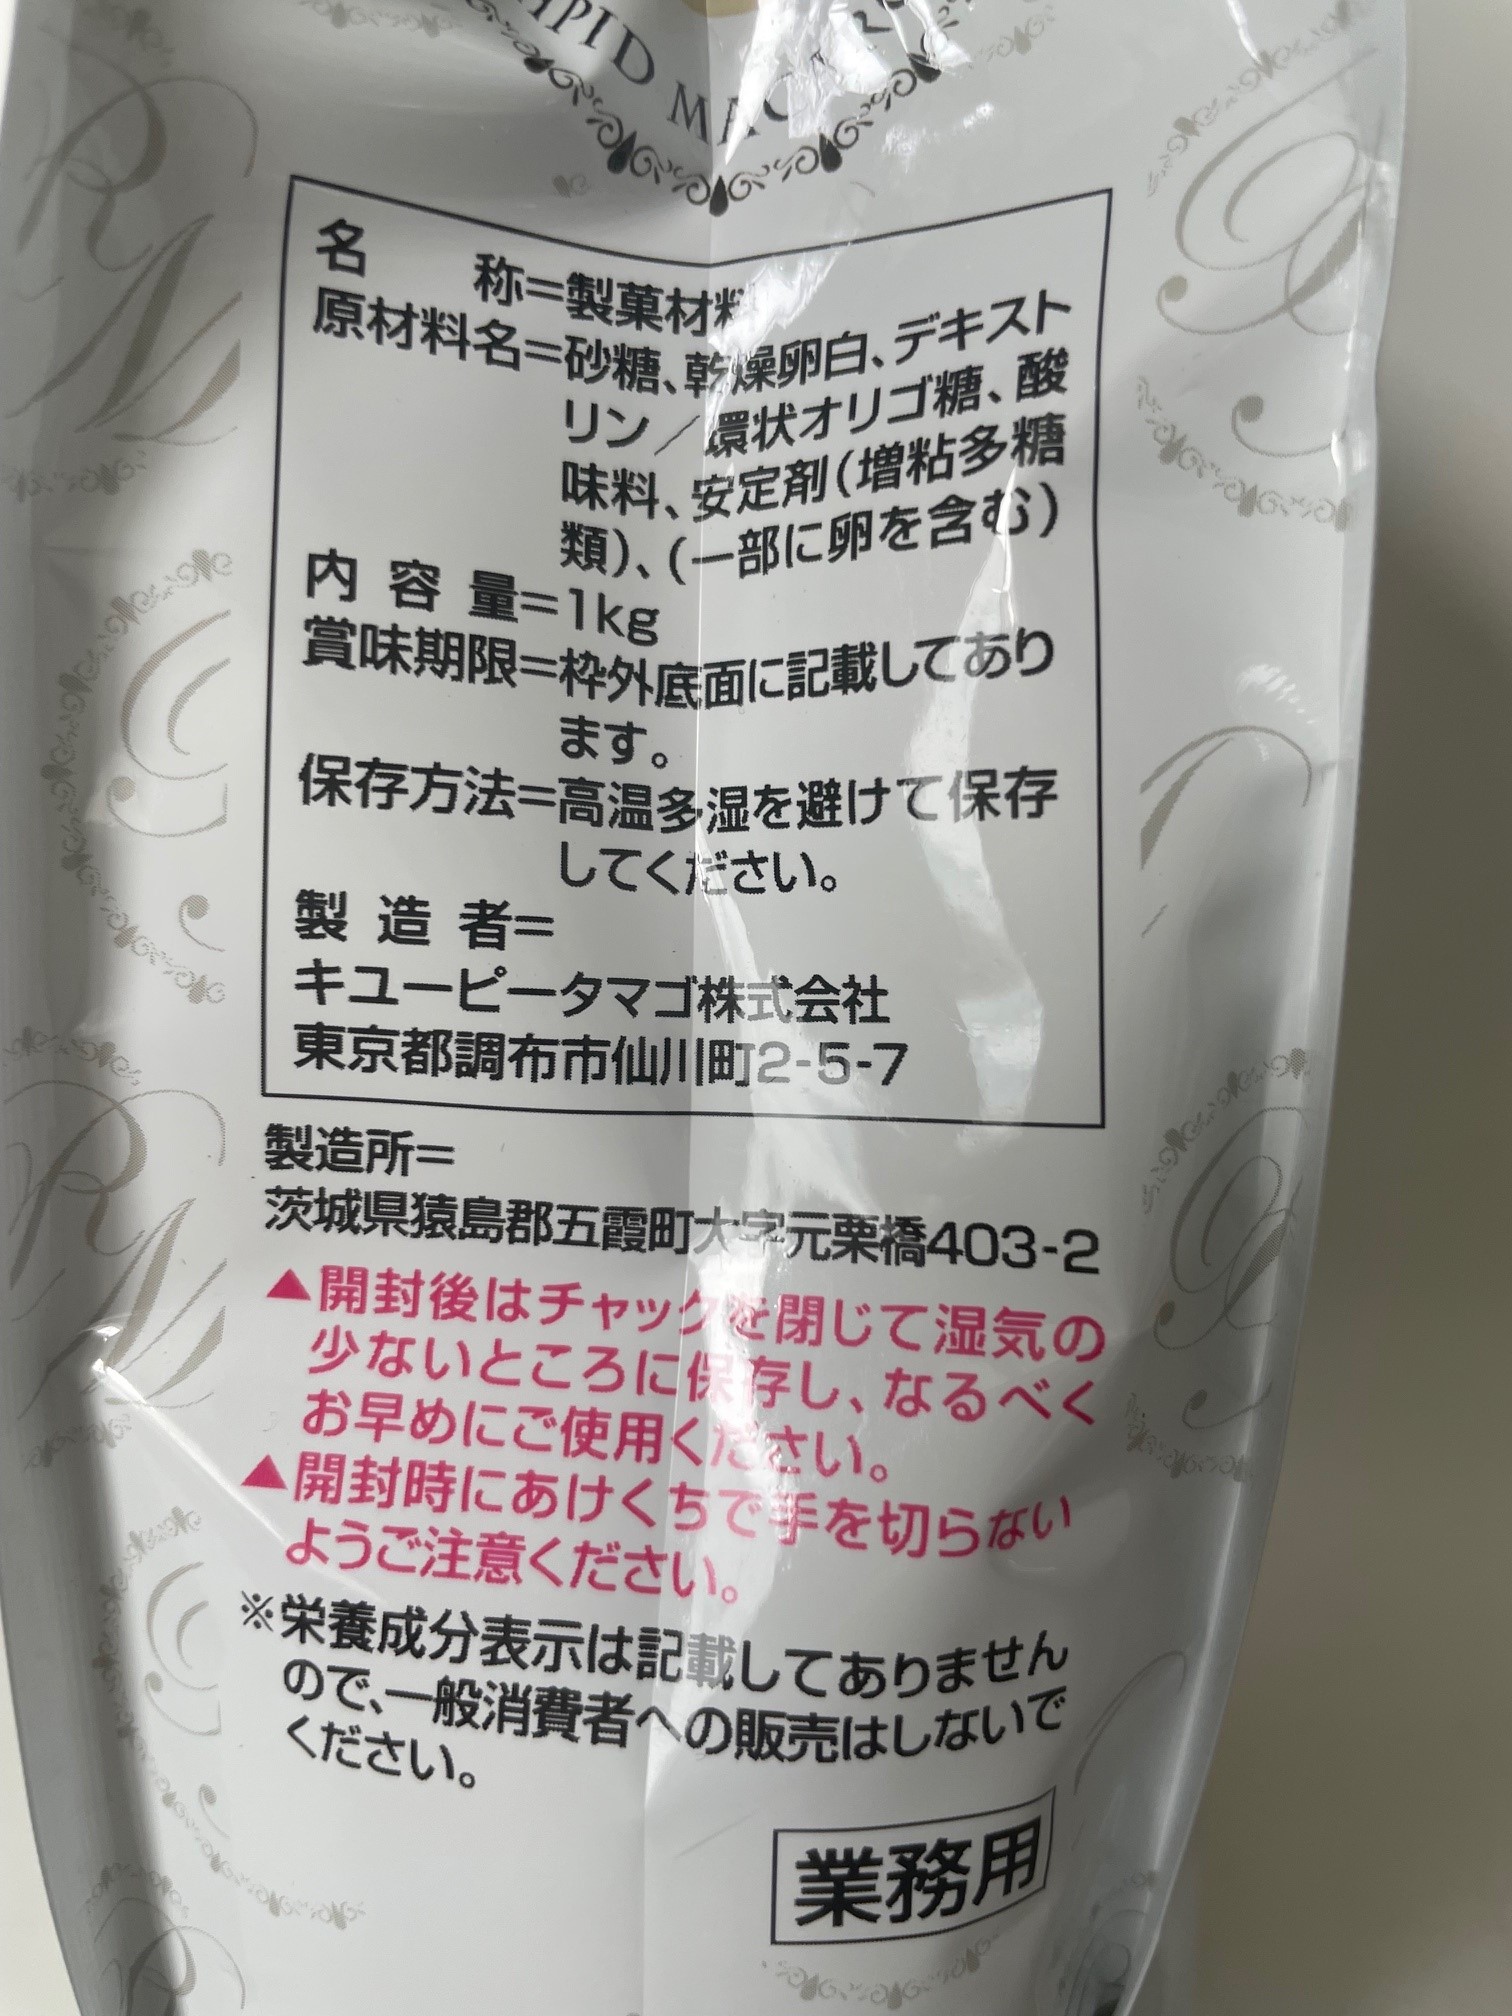 RAPID MAC
名　称=製菓材料
原材料名=砂糖、乾燥卵白、デキスト
リン／環状オリゴ糖、酸
味料、安定剤(増粘多糖
類)、(一部に卵を含む)
内容量=1kg
賞味期限=枠外底面に記載してあり
ます。
保存方法=高温多湿を避けて保存
してください。
製造者=
キユーピータマゴ株式会社
東京都調布市仙川町2-5-7
製造所=
茨城県猿島郡五霞町大字元栗橋403-2
▲開封後はチャックを閉じて湿気の
少ないところに保存し、なるべく
お早めにご使用ください。
▲開封時にあけくちで手を切らない
ようご注意ください。
※栄養成分表示は記載してありません
ので、一般消費者への販売はしないで
ください。
業務用